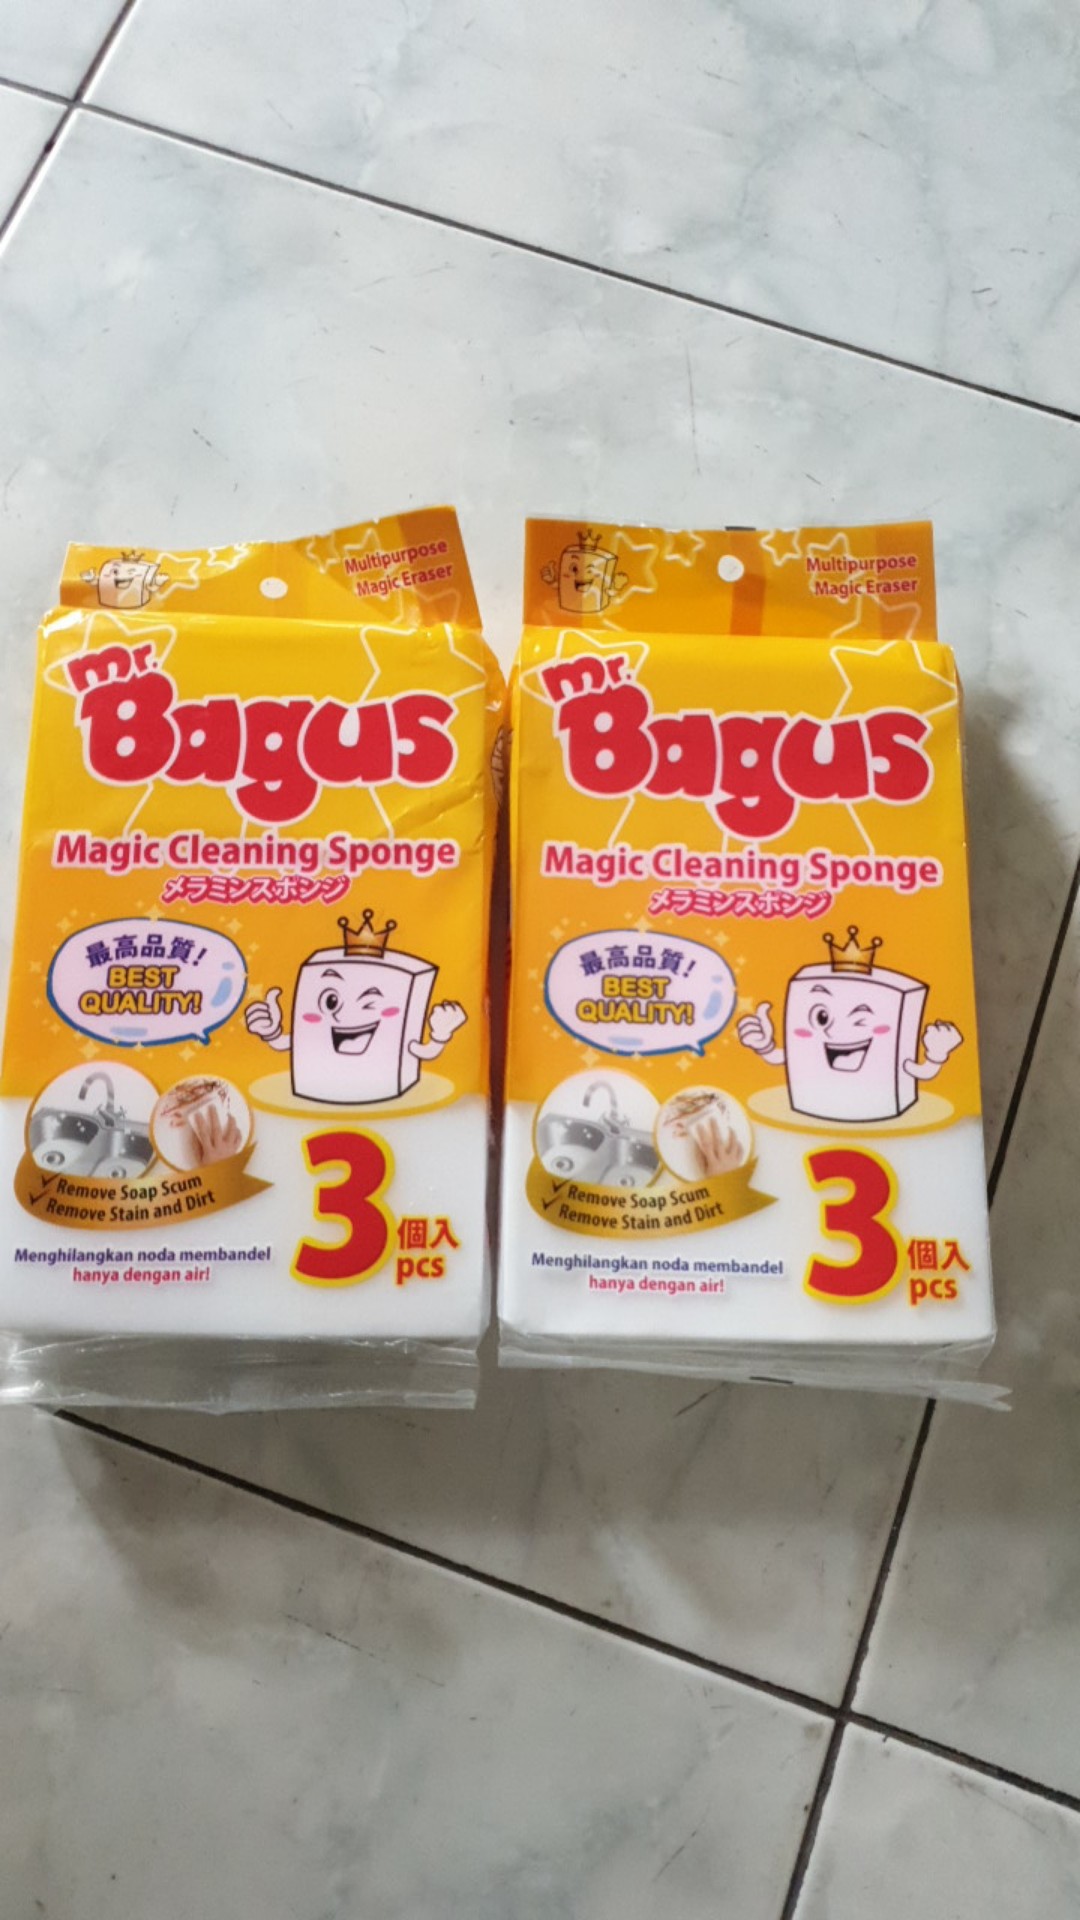 Multipurpose
Magic Eraser
mr.
Bagus
Magic Cleaning Sponge
メラミンスポンジ
最高品質!
BEST
QUALITY!
Remove Soap Scum
Remove Stain and Dirt
Menghilangkan noda membandel
hanya dengan air!
3
個入
pcs
Multipurpose
Magic Eraser
mr.
Bagus
Magic Cleaning Sponge
メラミンスポンジ
最高品質!
BEST
QUALITY!
Remove Soap Scum
Remove Stain and Dirt
Menghilangkan noda membandel
hanya dengan air!
3
個入
pcs